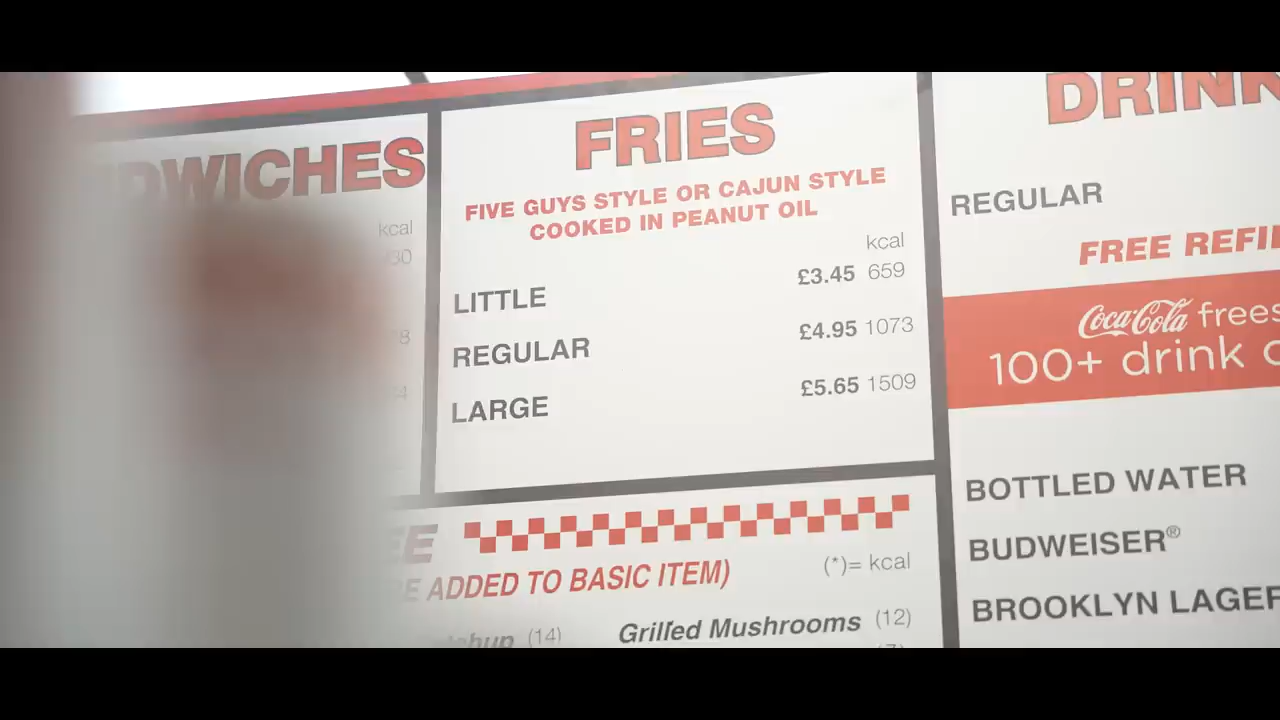 DWICHES
kcal
FRIES
FIVE GUYS STYLE OR CAJUN STYLE
COOKED IN PEANUT OIL
kcal
LITTLE £3.45 659
REGULAR £4.95 1073
LARGE £5.65 1509
ADDED TO BASIC ITEM)
(*)= kcal
(14) Grilled Mushrooms (12)
DRINK
REGULAR
FREE REFI
Coca-Cola frees
100+ drink
BOTTLED WATER
BUDWEISER®
BROOKLYN LAGER